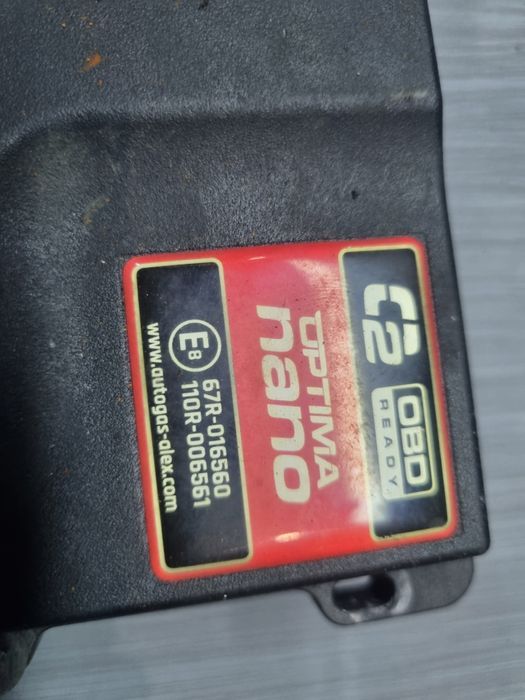 C2 OBD
READY
OPTIMA
nano
E8 67R-016560
110R-006561
www.autogas-alex.com